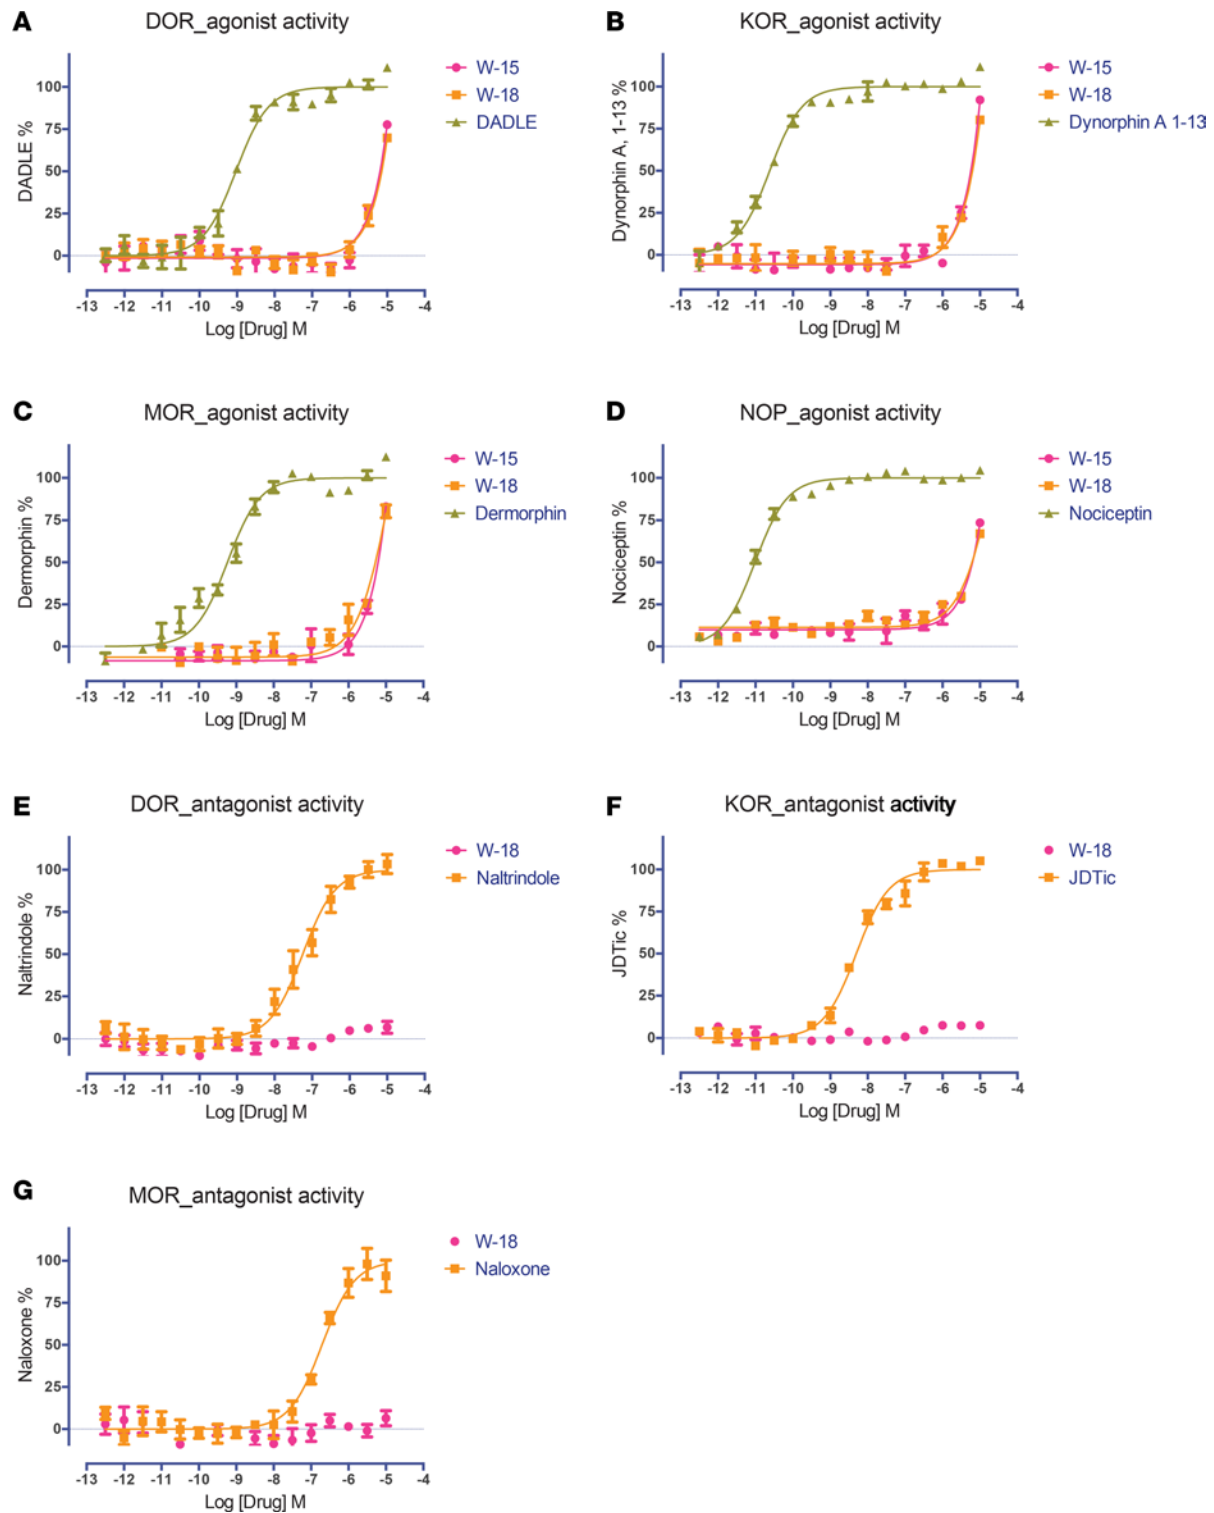 A
DOR_agonist activity
DADLE %
100
75
50
25
0
-13 -12 -11 -10 -9 -8 -7 -6 -5 -4
Log [Drug] M
W-15
W-18
DADLE
B
KOR_agonist activity
Dynorphin A, 1-13 %
100
75
50
25
0
-13 -12 -11 -10 -9 -8 -7 -6 -5 -4
Log [Drug] M
W-15
W-18
Dynorphin A 1-13
C
MOR_agonist activity
Dermorphin %
100
75
50
25
0
-13 -12 -11 -10 -9 -8 -7 -6 -5 -4
Log [Drug] M
W-15
W-18
Dermorphin
D
NOP_agonist activity
Nociceptin %
100
75
50
25
0
-13 -12 -11 -10 -9 -8 -7 -6 -5 -4
Log [Drug] M
W-15
W-18
Nociceptin
E
DOR_antagonist activity
Naltrindole %
100
75
50
25
0
-13 -12 -11 -10 -9 -8 -7 -6 -5 -4
Log [Drug] M
W-18
Naltrindole
F
KOR_antagonist activity
JDTic %
100
75
50
25
0
-13 -12 -11 -10 -9 -8 -7 -6 -5 -4
Log [Drug] M
W-18
JDTic
G
MOR_antagonist activity
Naloxone %
100
75
50
25
0
-13 -12 -11 -10 -9 -8 -7 -6 -5 -4
Log [Drug] M
W-18
Naloxone